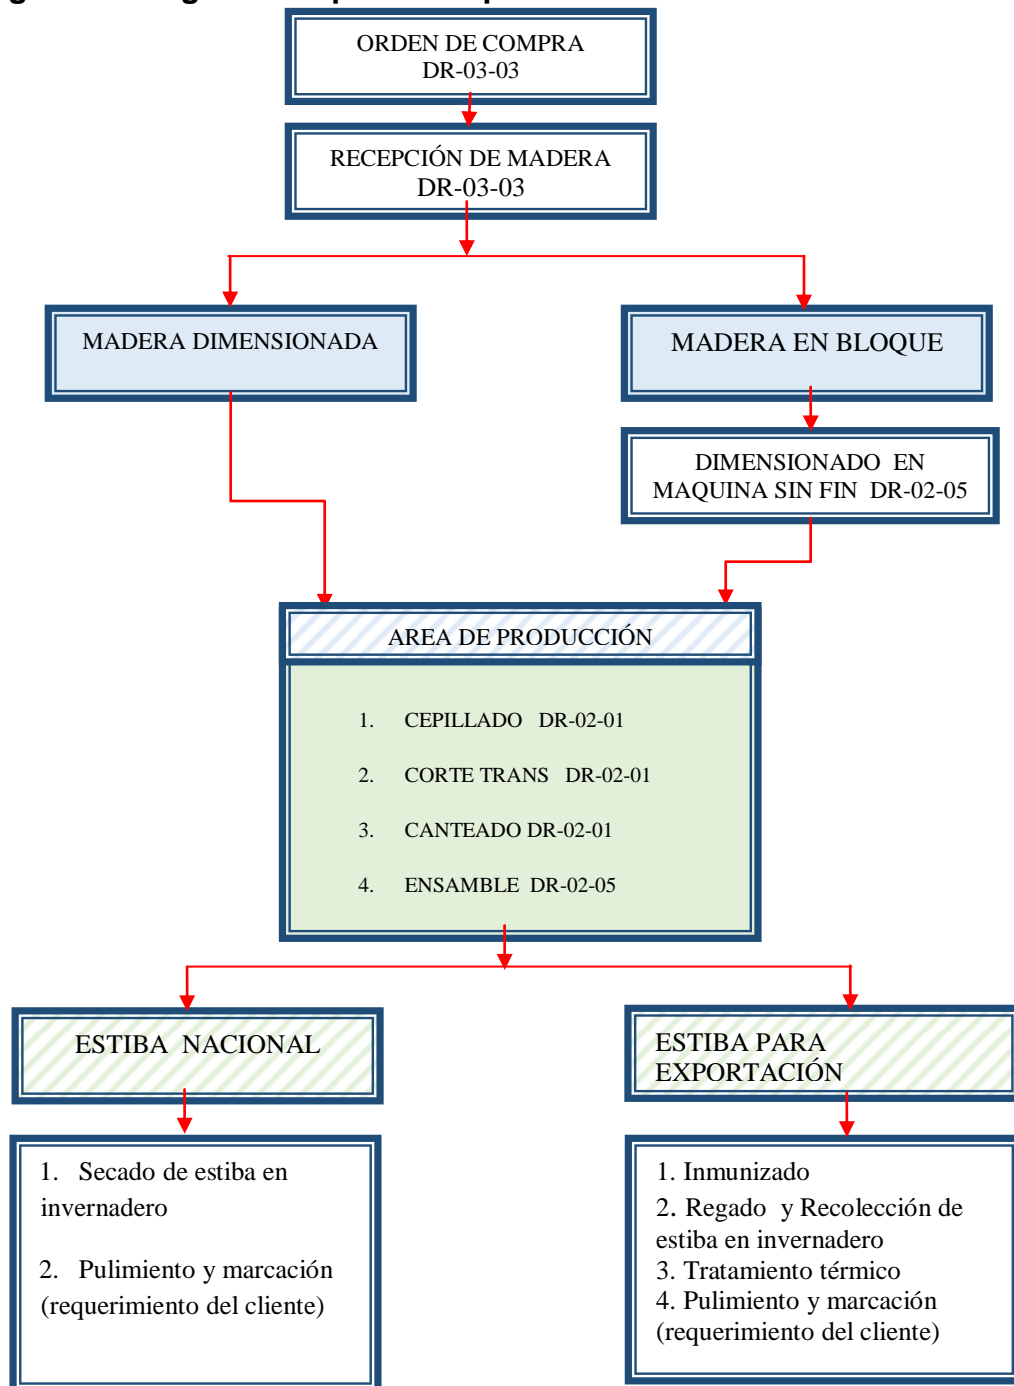 ORDEN DE COMPRA
DR-03-03
RECEPCIÓN DE MADERA
DR-03-03
MADERA DIMENSIONADA
MADERA EN BLOQUE
DIMENSIONADO EN
MAQUINA SIN FIN DR-02-05
AREA DE PRODUCCIÓN
1. CEPILLADO DR-02-01
2. CORTE TRANS DR-02-01
3. CANTEADO DR-02-01
4. ENSAMBLE DR-02-05
ESTIBA NACIONAL
1. Secado de estiba en
invernadero
2. Pulimiento y marcación
(requerimiento del cliente)
ESTIBA PARA
EXPORTACIÓN
1. Inmunizado
2. Regado y Recolección de
estiba en invernadero
3. Tratamiento térmico
4. Pulimiento y marcación
(requerimiento del cliente)